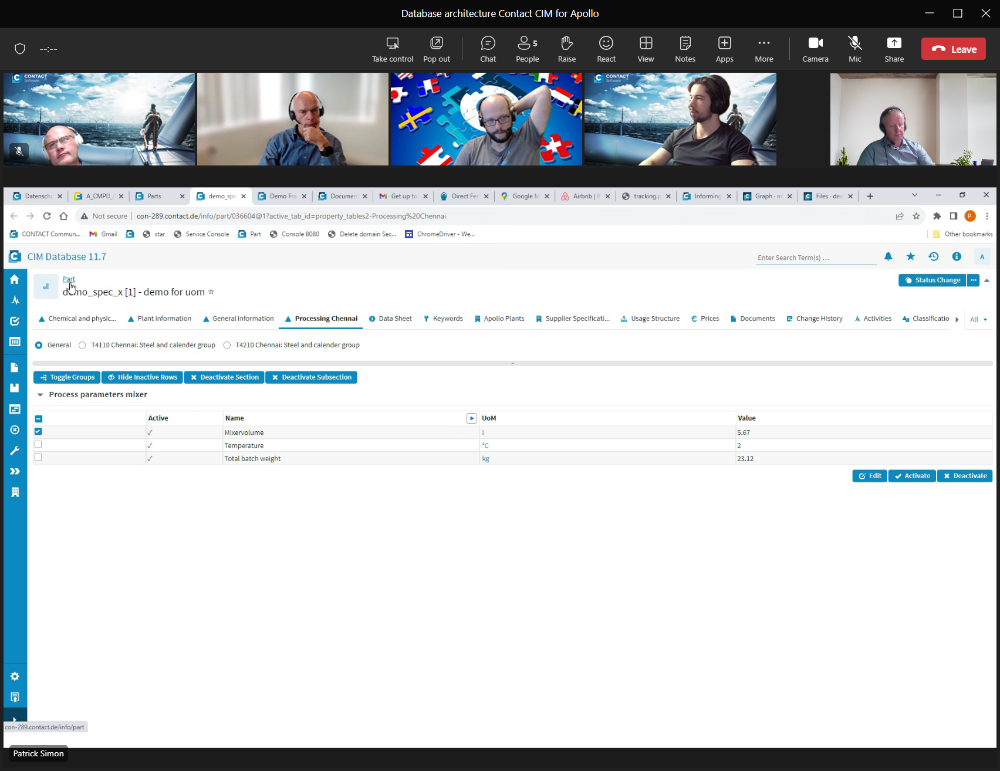 Database architecture Contact CIM for Apollo
--:--
Take control
Pop out
Chat
People
5
Raise
React
View
Notes
Apps
More
Camera
Mic
Share
Leave
CONTACT
Software
CONTACT
Software
Datensch
A_CMPD_
Parts
demo_spe
Demo Fra
Documen
Get up to
Direct Fer
Google M
Airbnb | E
tracking.p
Informing
Graph · m
Files · dev
Not secure
con-289.contact.de/info/part/036604@1?active_tab_id=property_tables2-Processing%20Chennai
CONTACT Commun...
Gmail
star
Service Console
Part
Console 8080
Delete domain Sec...
ChromeDriver - We...
Other bookmarks
CIM Database 11.7
Enter Search Term(s) ...
A
Part
demo_spec_x [1] - demo for uom
Status Change
Chemical and physic...
Plant information
General information
Processing Chennai
Data Sheet
Keywords
Apollo Plants
Supplier Specificati...
Usage Structure
Prices
Documents
Change History
Activities
Classificatio
All
General
T4110 Chennai: Steel and calender group
T4210 Chennai: Steel and calender group
Toggle Groups
Hide Inactive Rows
Deactivate Section
Deactivate Subsection
Process parameters mixer
Active Name UoM Value
Mixervolume l 5.67
Temperature °C 2
Total batch weight kg 23.12
Edit
Activate
Deactivate
con-289.contact.de/info/part
Patrick Simon